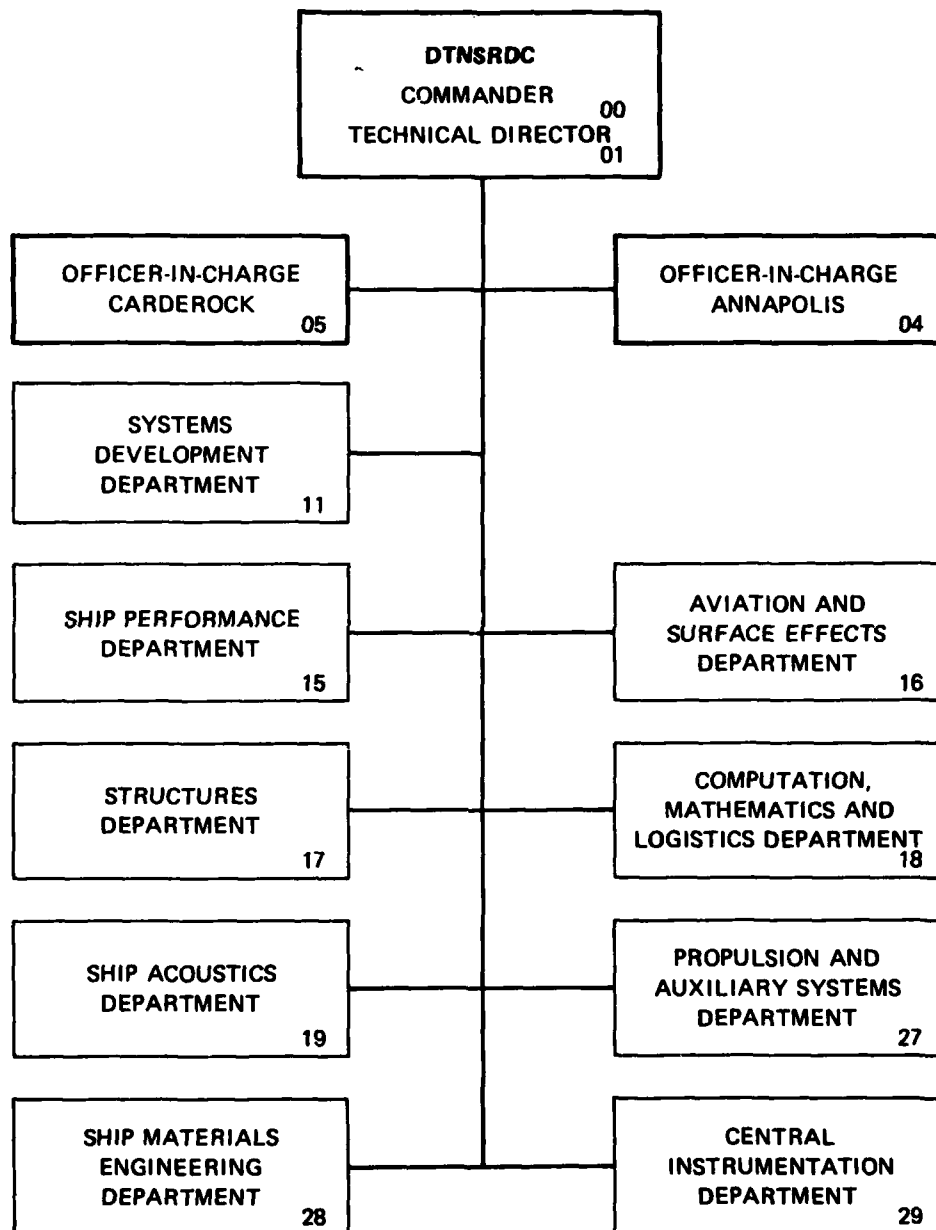 DTNSRDC
COMMANDER
00
TECHNICAL DIRECTOR
01
OFFICER-IN-CHARGE
CARDEROCK
05
OFFICER-IN-CHARGE
ANNAPOLIS
04
SYSTEMS
DEVELOPMENT
DEPARTMENT
11
SHIP PERFORMANCE
DEPARTMENT
15
AVIATION AND
SURFACE EFFECTS
DEPARTMENT
16
STRUCTURES
DEPARTMENT
17
COMPUTATION,
MATHEMATICS AND
LOGISTICS DEPARTMENT
18
SHIP ACOUSTICS
DEPARTMENT
19
PROPULSION AND
AUXILIARY SYSTEMS
DEPARTMENT
27
SHIP MATERIALS
ENGINEERING
DEPARTMENT
28
CENTRAL
INSTRUMENTATION
DEPARTMENT
29